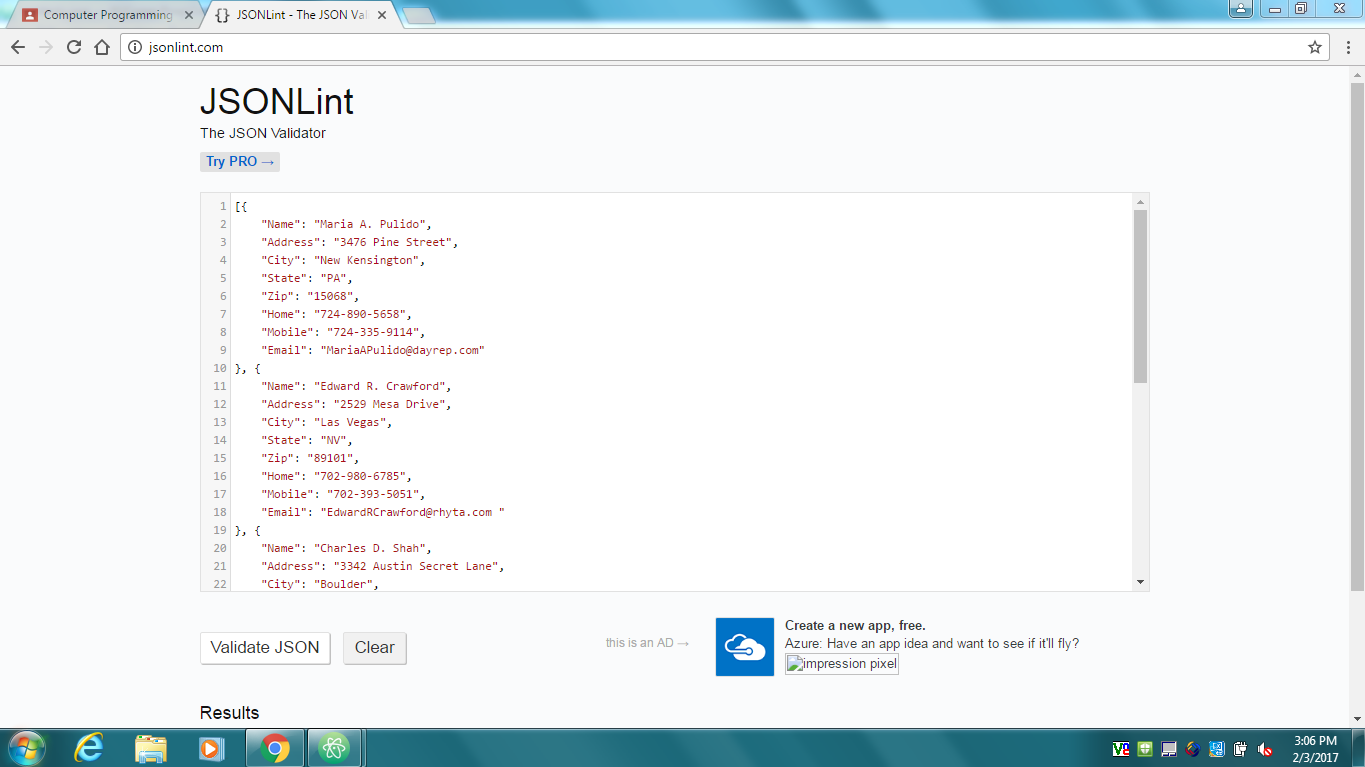 Computer Programming
JSONLint - The JSON Val
jsonlint.com
JSONLint
The JSON Validator
Try PRO →
1 [{
2 "Name": "Maria A. Pulido",
3 "Address": "3476 Pine Street",
4 "City": "New Kensington",
5 "State": "PA",
6 "Zip": "15068",
7 "Home": "724-890-5658",
8 "Mobile": "724-335-9114",
9 "Email": "MariaAPulido@dayrep.com"
10 }, {
11 "Name": "Edward R. Crawford",
12 "Address": "2529 Mesa Drive",
13 "City": "Las Vegas",
14 "State": "NV",
15 "Zip": "89101",
16 "Home": "702-980-6785",
17 "Mobile": "702-393-5051",
18 "Email": "EdwardRCrawford@rhyta.com "
19 }, {
20 "Name": "Charles D. Shah",
21 "Address": "3342 Austin Secret Lane",
22 "City": "Boulder",
Validate JSON
Clear
this is an AD →
Create a new app, free.
Azure: Have an app idea and want to see if it'll fly?
impression pixel
Results
3:06 PM
2/3/2017